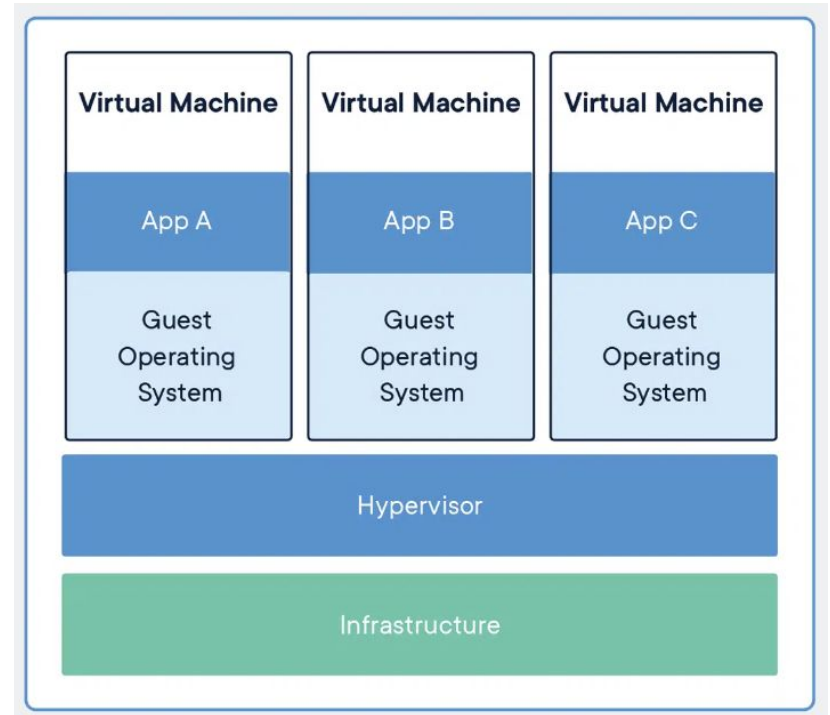 Virtual Machine
Virtual Machine
Virtual Machine
App A
App B
App C
Guest
Operating
System
Guest
Operating
System
Guest
Operating
System
Hypervisor
Infrastructure